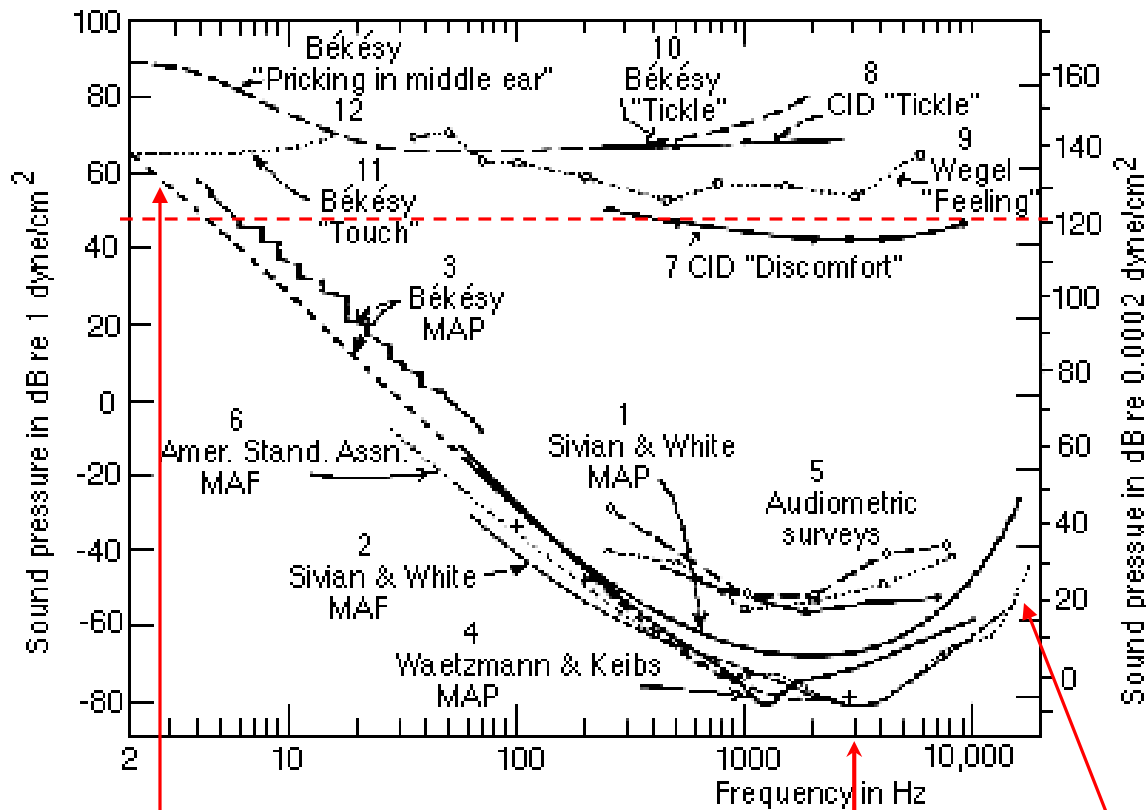 100
80
60
40
20
0
-20
-40
-60
-80
Sound pressure in dB re 1 dyne/cm2
Békésy
"Pricking in middle ear"
12
11
Békésy
"Touch"
3
Békésy
MAP
6
Amer. Stand. Assn.
MAF
2
Sivian & White
MAF
4
Waetzmann & Keibs
MAP
1
Sivian & White
MAP
5
Audiometric
surveys
10
Békésy
"Tickle"
8
CID "Tickle"
9
Wegel
"Feeling"
7 CID "Discomfort"
160
140
120
100
80
60
40
20
0
Sound pressure in dB re 0.0002 dyne/cm2
2
10
100
1000
10,000
Frequency in Hz